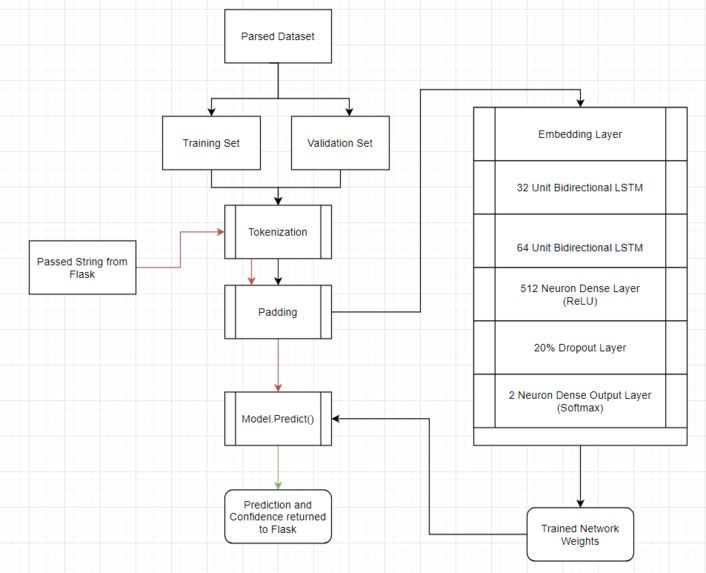 Parsed Dataset
Training Set
Validation Set
Tokenization
Passed String from
Flask
Padding
Model.Predict()
Prediction and
Confidence returned
to Flask
Embedding Layer
32 Unit Bidirectional LSTM
64 Unit Bidirectional LSTM
512 Neuron Dense Layer
(ReLU)
20% Dropout Layer
2 Neuron Dense Output Layer
(Softmax)
Trained Network
Weights